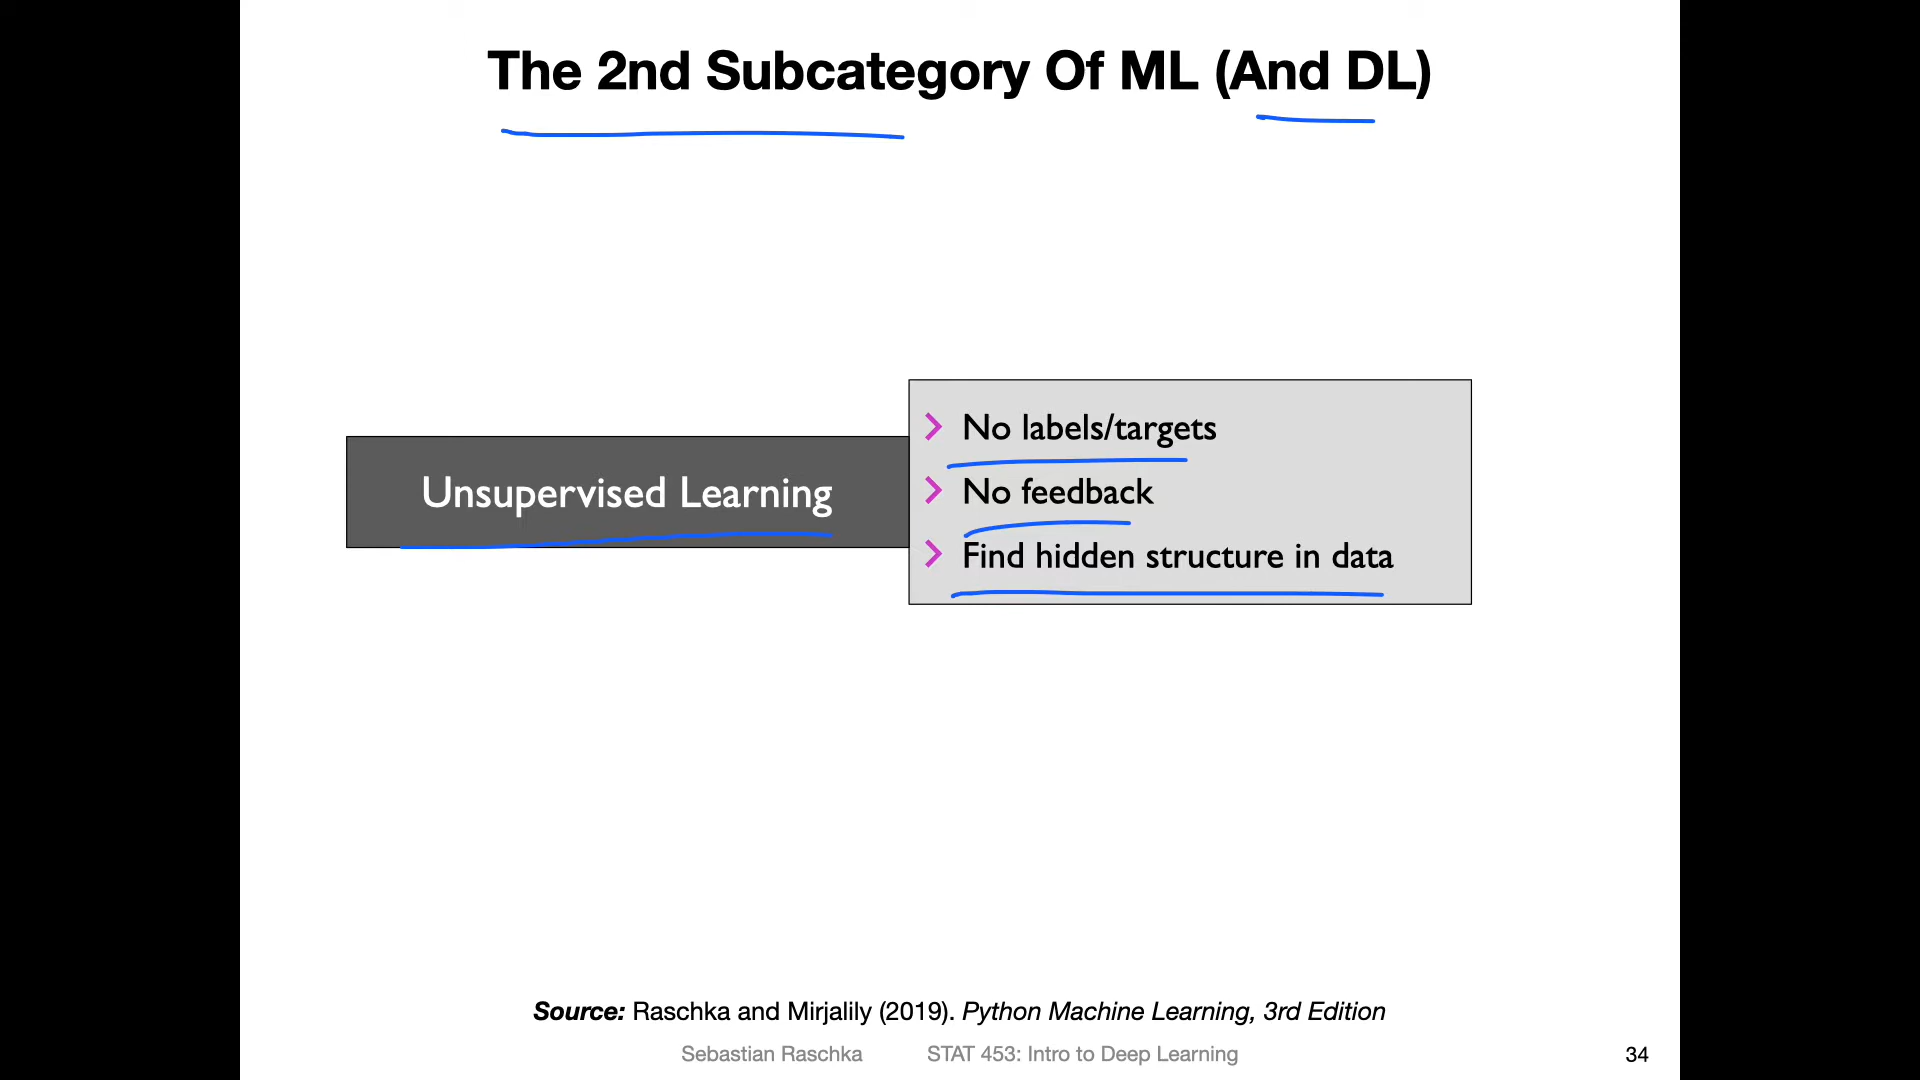 The 2nd Subcategory Of ML (And DL)
Unsupervised Learning
No labels/targets
No feedback
Find hidden structure in data
Source: Raschka and Mirjalily (2019). Python Machine Learning, 3rd Edition
Sebastian Raschka STAT 453: Intro to Deep Learning 34